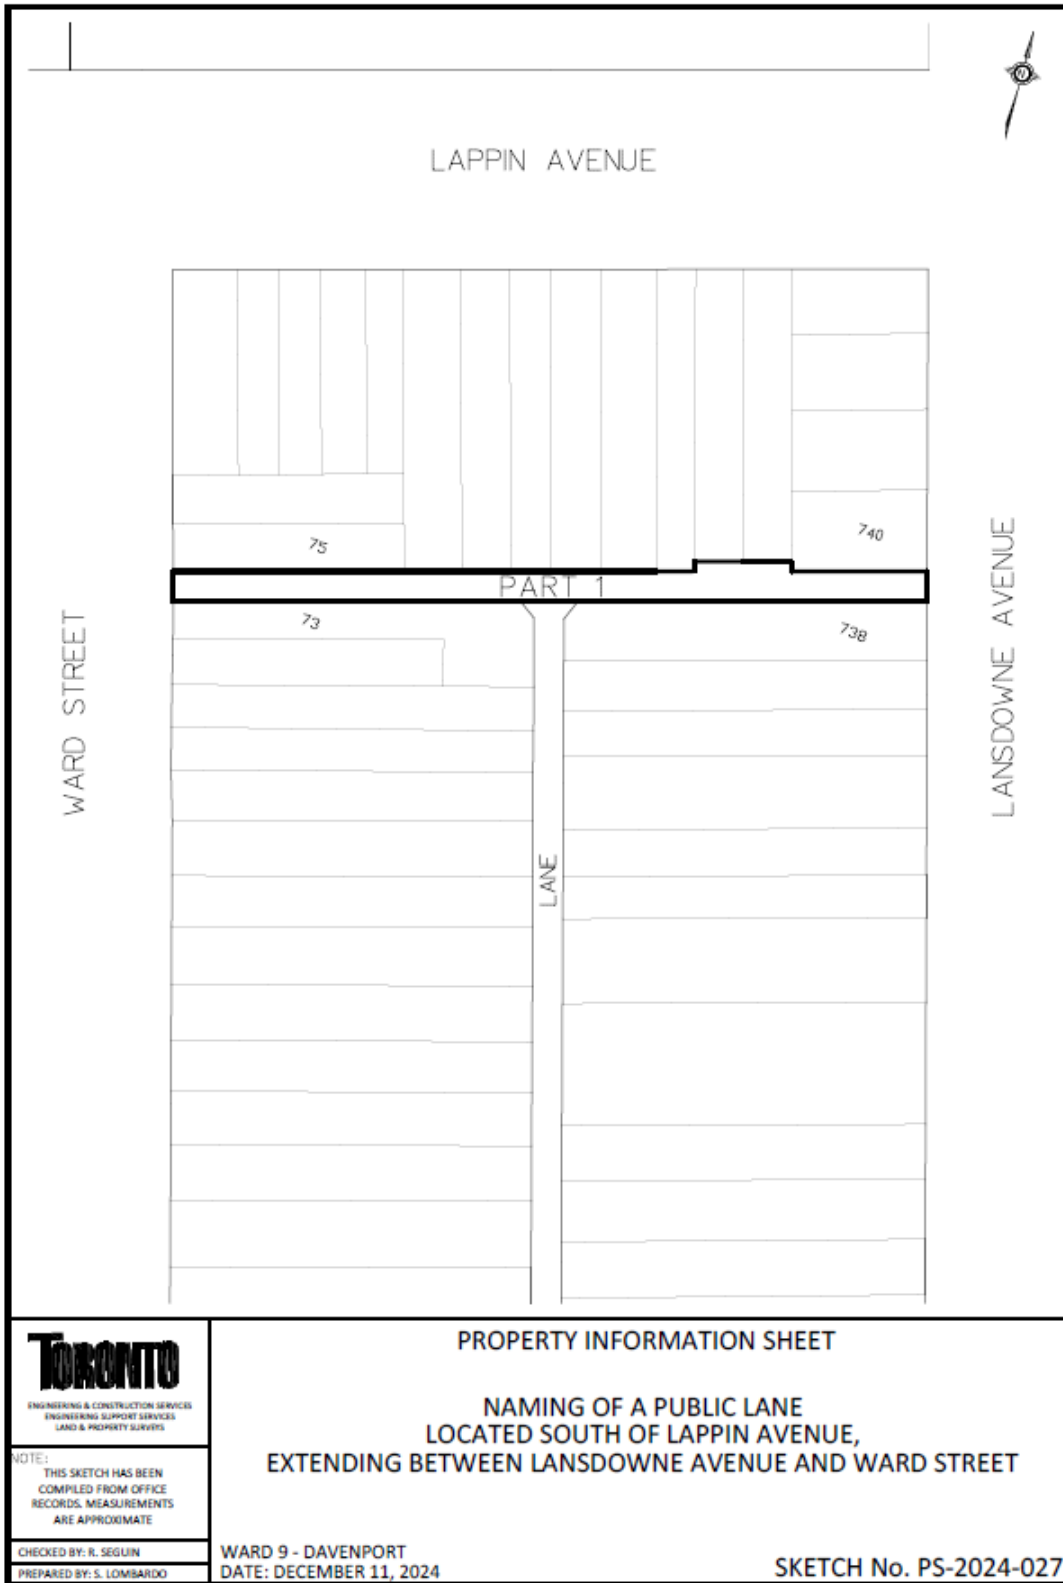 N
LAPPIN AVENUE
75
740
PART 1
73
738
WARD STREET
LANSDOWNE AVENUE
LANE
TORONTO
ENGINEERING & CONSTRUCTION SERVICES
ENGINEERING SUPPORT SERVICES
LAND & PROPERTY SURVEYS
NOTE:
THIS SKETCH HAS BEEN
COMPILED FROM OFFICE
RECORDS. MEASUREMENTS
ARE APPROXIMATE
CHECKED BY: R. SEGUIN
PREPARED BY: S. LOMBARDO
PROPERTY INFORMATION SHEET
NAMING OF A PUBLIC LANE
LOCATED SOUTH OF LAPPIN AVENUE,
EXTENDING BETWEEN LANSDOWNE AVENUE AND WARD STREET
WARD 9 - DAVENPORT
DATE: DECEMBER 11, 2024
SKETCH No. PS-2024-027